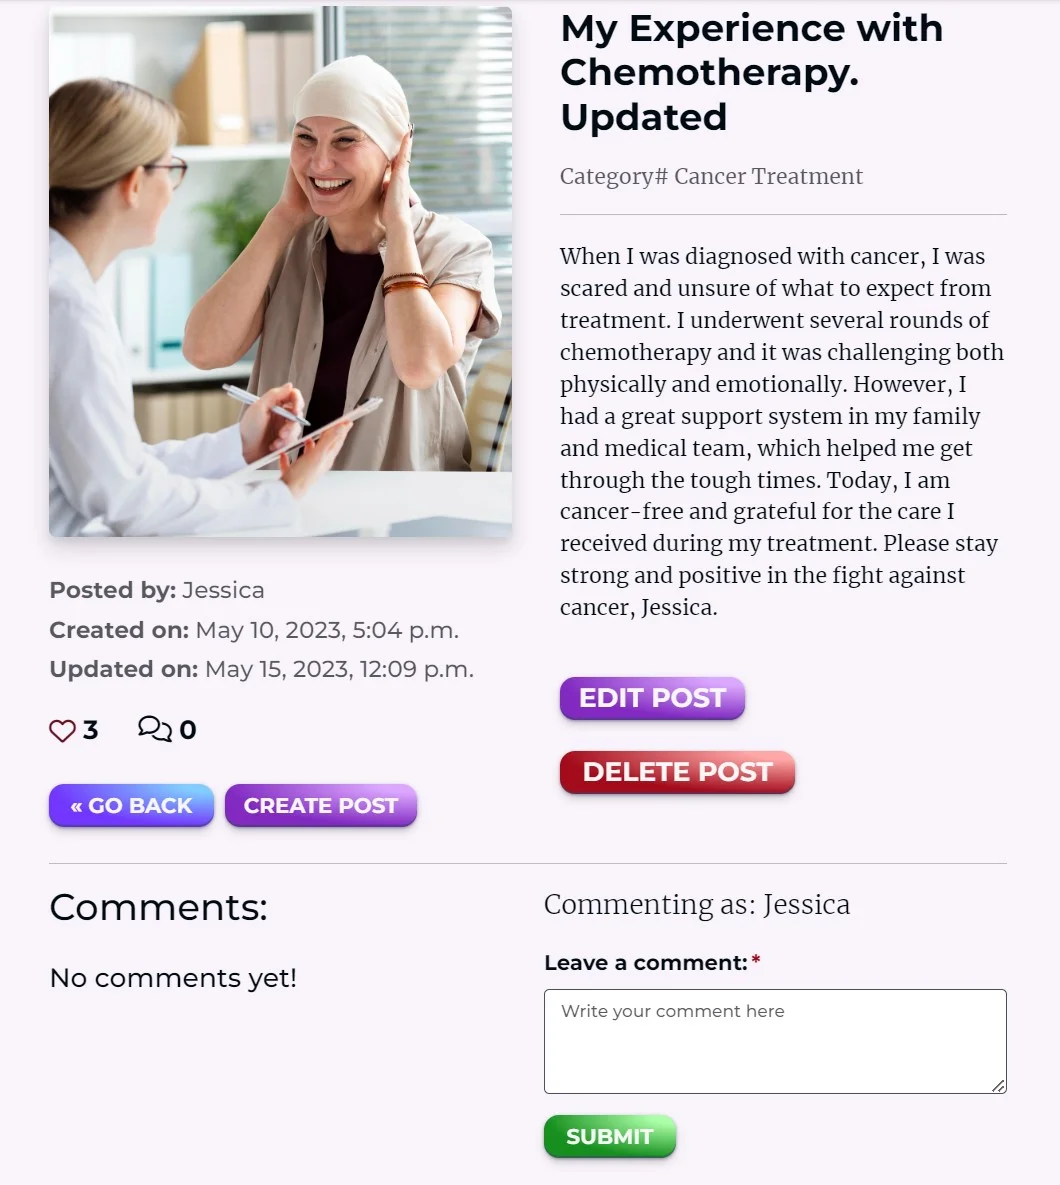 My Experience with
Chemotherapy.
Updated
Category# Cancer Treatment
When I was diagnosed with cancer, I was
scared and unsure of what to expect from
treatment. I underwent several rounds of
chemotherapy and it was challenging both
physically and emotionally. However, I
had a great support system in my family
and medical team, which helped me get
through the tough times. Today, I am
cancer-free and grateful for the care I
received during my treatment. Please stay
strong and positive in the fight against
cancer, Jessica.
EDIT POST
DELETE POST
Posted by: Jessica
Created on: May 10, 2023, 5:04 p.m.
Updated on: May 15, 2023, 12:09 p.m.
3 0
« GO BACK CREATE POST
Comments:
No comments yet!
Commenting as: Jessica
Leave a comment:*
Write your comment here
SUBMIT